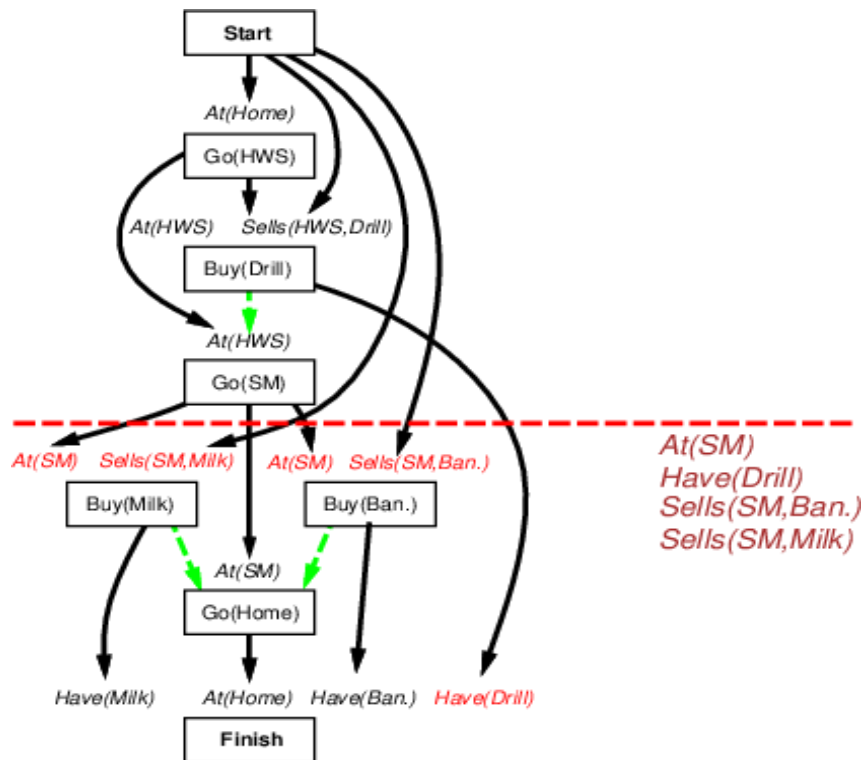 Start
At(Home)
Go(HWS)
At(HWS) Sells(HWS,Drill)
Buy(Drill)
At(HWS)
Go(SM)
At(SM) Sells(SM,Milk) At(SM) Sells(SM,Ban.)
Buy(Milk) Buy(Ban.)
At(SM)
Go(Home)
Have(Milk) At(Home) Have(Ban.) Have(Drill)
Finish
At(SM)
Have(Drill)
Sells(SM,Ban.)
Sells(SM,Milk)